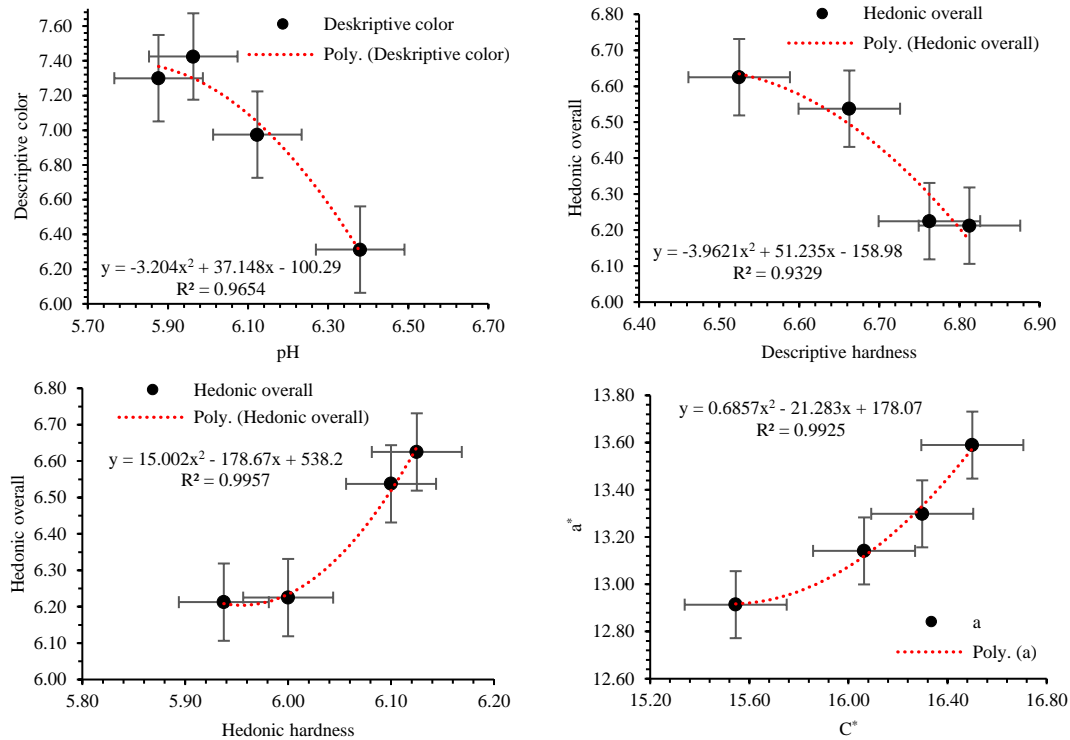 Deskriptive color
Poly. (Deskriptive color)
7.60
7.40
7.20
7.00
6.80
6.60
6.40
6.20
6.00
Descriptive color
y = -3.204x² + 37.148x - 100.29
R² = 0.9654
5.70 5.90 6.10 6.30 6.50 6.70
pH
Hedonic overall
Poly. (Hedonic overall)
6.80
6.70
6.60
6.50
6.40
6.30
6.20
6.10
6.00
Hedonic overall
y = -3.9621x² + 51.235x - 158.98
R² = 0.9329
6.40 6.50 6.60 6.70 6.80 6.90
Descriptive hardness
Hedonic overall
Poly. (Hedonic overall)
6.80
6.70
6.60
6.50
6.40
6.30
6.20
6.10
6.00
Hedonic overall
y = 15.002x² - 178.67x + 538.2
R² = 0.9957
5.80 5.90 6.00 6.10 6.20
Hedonic hardness
13.80
13.60
13.40
13.20
13.00
12.80
12.60
a*
y = 0.6857x² - 21.283x + 178.07
R² = 0.9925
a
Poly. (a)
15.20 15.60 16.00 16.40 16.80
C*